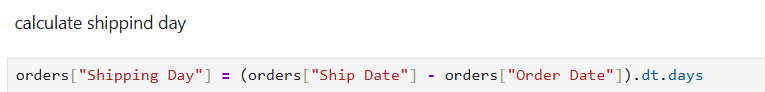 calculate shippind day
orders["Shipping Day"] = (orders["Ship Date"] - orders["Order Date"]).dt.days